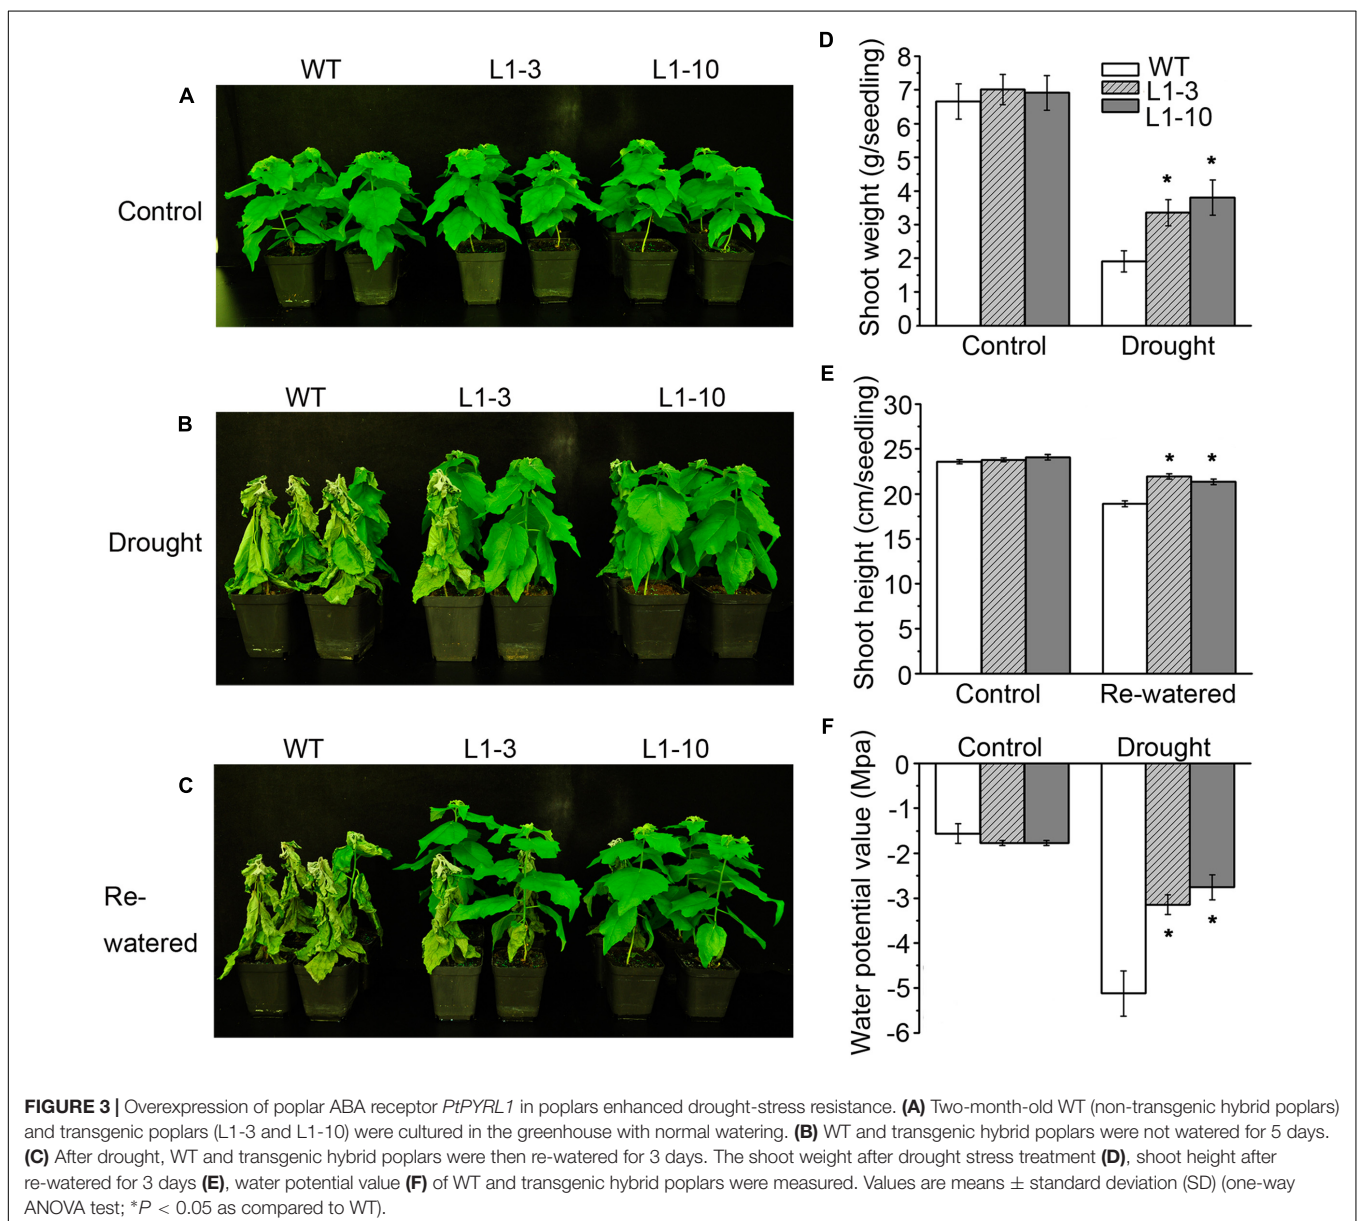 WT L1-3 L1-10
A
Control
B
WT L1-3 L1-10
Drought
C
WT L1-3 L1-10
Re-
watered
D
Shoot weight (g/seedling)
8
7
6
5
4
3
2
1
0
WT
L1-3
L1-10
* *
Control Drought
E
Shoot height (cm/seedling)
30
25
20
15
10
5
0
* *
Control Re-watered
F
Water potential value (Mpa)
Control Drought
0
-1
-2
-3
-4
-5
-6
* *
FIGURE 3 | Overexpression of poplar ABA receptor PtPYRL1 in poplars enhanced drought-stress resistance. (A) Two-month-old WT (non-transgenic hybrid poplars)
and transgenic poplars (L1-3 and L1-10) were cultured in the greenhouse with normal watering. (B) WT and transgenic hybrid poplars were not watered for 5 days.
(C) After drought, WT and transgenic hybrid poplars were then re-watered for 3 days. The shoot weight after drought stress treatment (D), shoot height after
re-watered for 3 days (E), water potential value (F) of WT and transgenic hybrid poplars were measured. Values are means ± standard deviation (SD) (one-way
ANOVA test; *P < 0.05 as compared to WT).